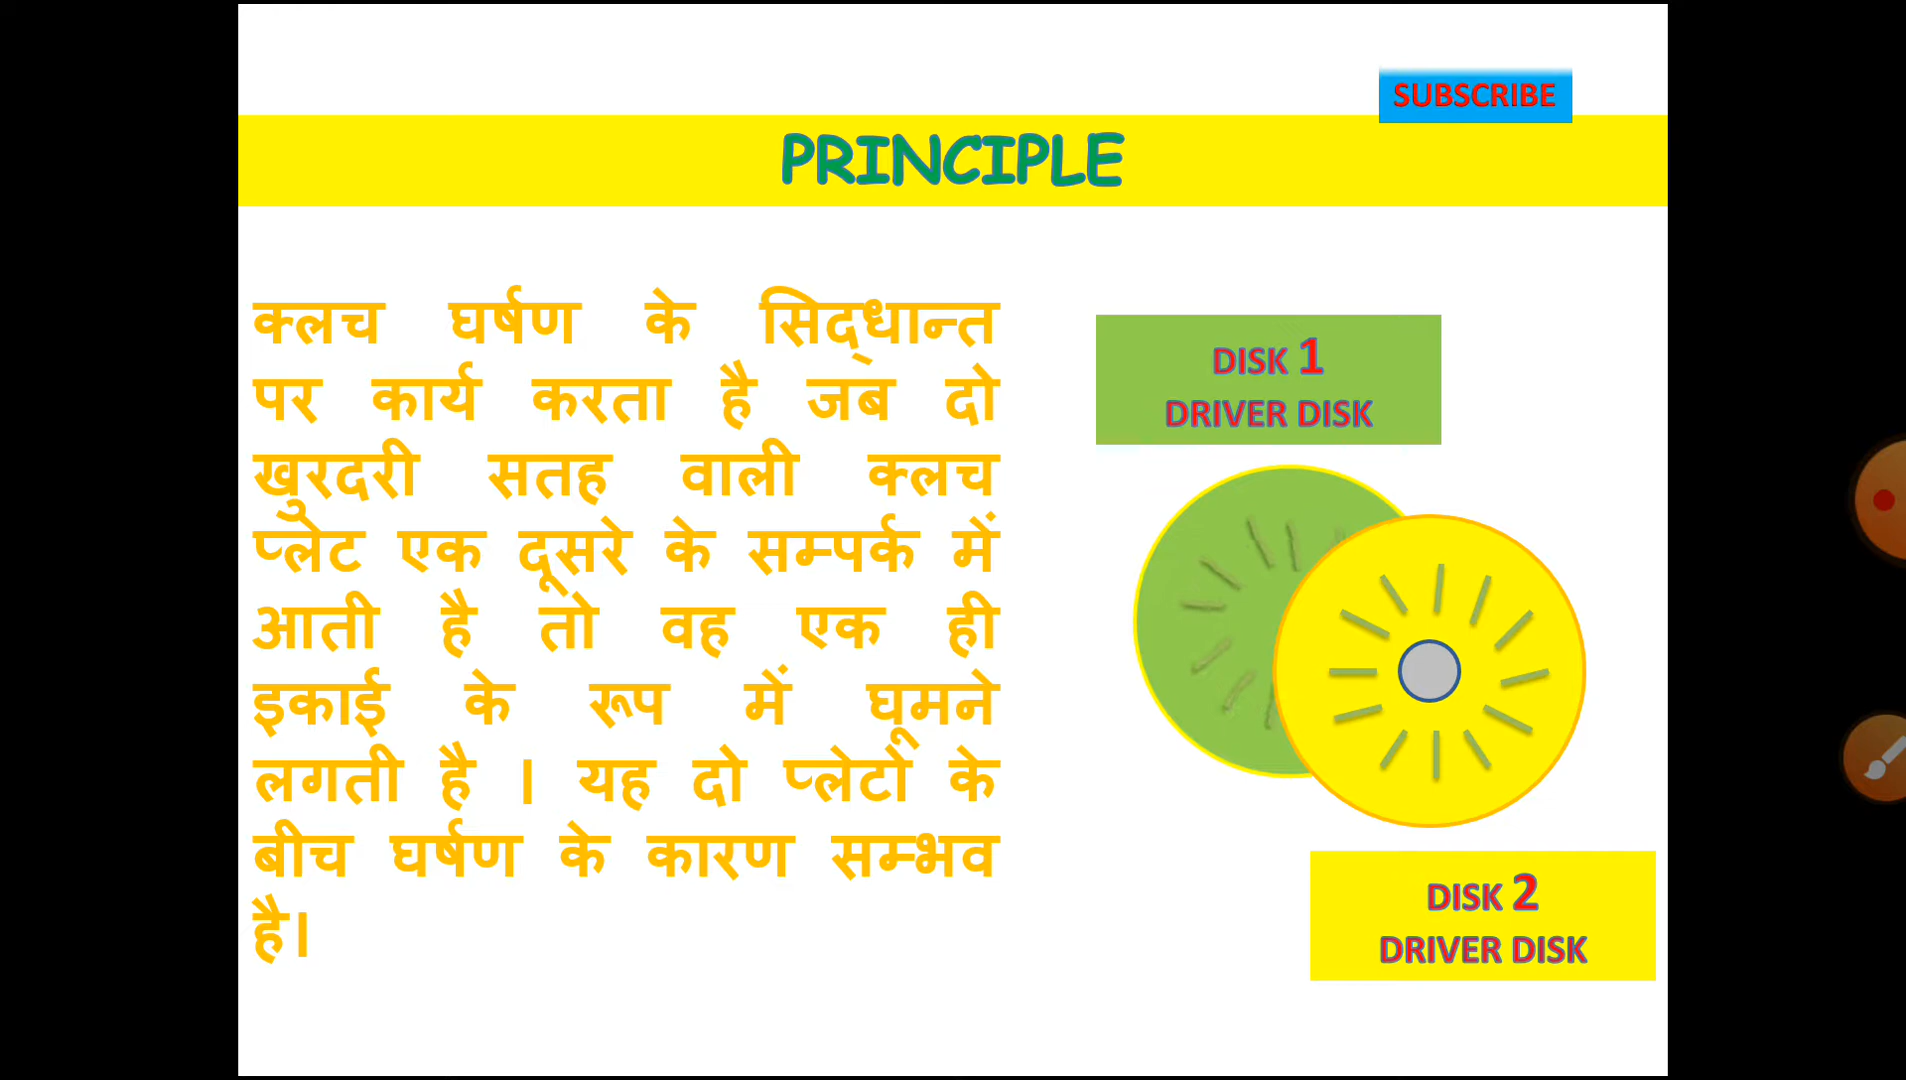 SUBSCRIBE
PRINCIPLE
क्लच घर्षण के सिद्धान्त
पर कार्य करता है जब दो
खुरदरी सतह वाली क्लच
प्लेट एक दूसरे के सम्पर्क में
आती है तो वह एक ही
इकाई के रूप में घूमने
लगती है । यह दो प्लेटों के
बीच घर्षण के कारण सम्भव
है।
DISK 1
DRIVER DISK
DISK 2
DRIVER DISK